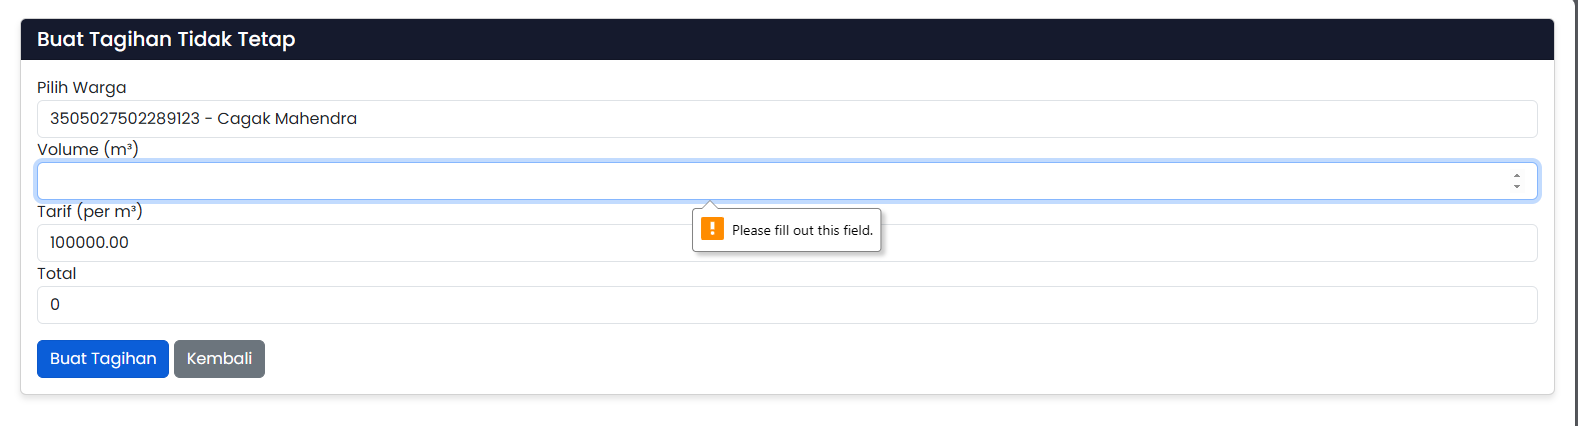 Buat Tagihan Tidak Tetap
Pilih Warga
3505027502289123 - Cagak Mahendra
Volume (m³)
Tarif (per m³)
Please fill out this field.
100000.00
Total
0
Buat Tagihan Kembali